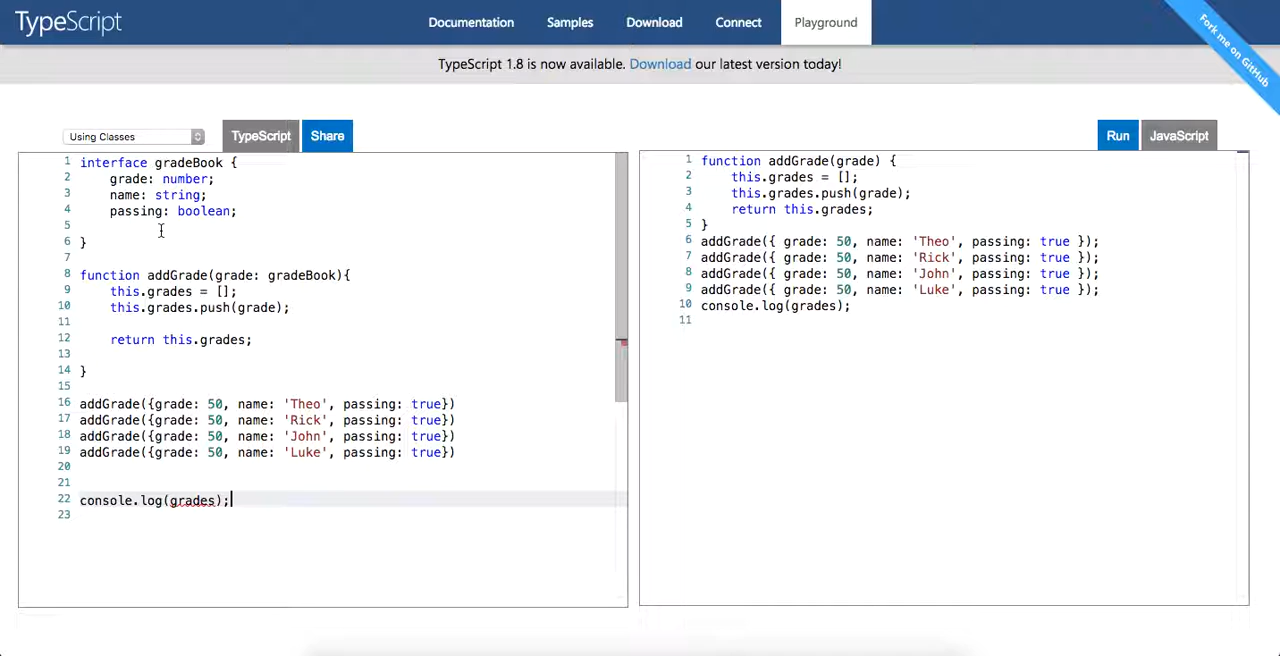 TypeScript
Documentation Samples Download Connect Playground
Fork me on GitHub
TypeScript 1.8 is now available. Download our latest version today!
Using Classes TypeScript Share
Run JavaScript
1 interface gradeBook {
2 grade: number;
3 name: string;
4 passing: boolean;
5
6 }
7
8 function addGrade(grade: gradeBook){
9 this.grades = [];
10 this.grades.push(grade);
11
12 return this.grades;
13
14 }
15
16 addGrade({grade: 50, name: 'Theo', passing: true})
17 addGrade({grade: 50, name: 'Rick', passing: true})
18 addGrade({grade: 50, name: 'John', passing: true})
19 addGrade({grade: 50, name: 'Luke', passing: true})
20
21
22 console.log(grades);
23
1 function addGrade(grade) {
2 this.grades = [];
3 this.grades.push(grade);
4 return this.grades;
5 }
6 addGrade({ grade: 50, name: 'Theo', passing: true });
7 addGrade({ grade: 50, name: 'Rick', passing: true });
8 addGrade({ grade: 50, name: 'John', passing: true });
9 addGrade({ grade: 50, name: 'Luke', passing: true });
10 console.log(grades);
11